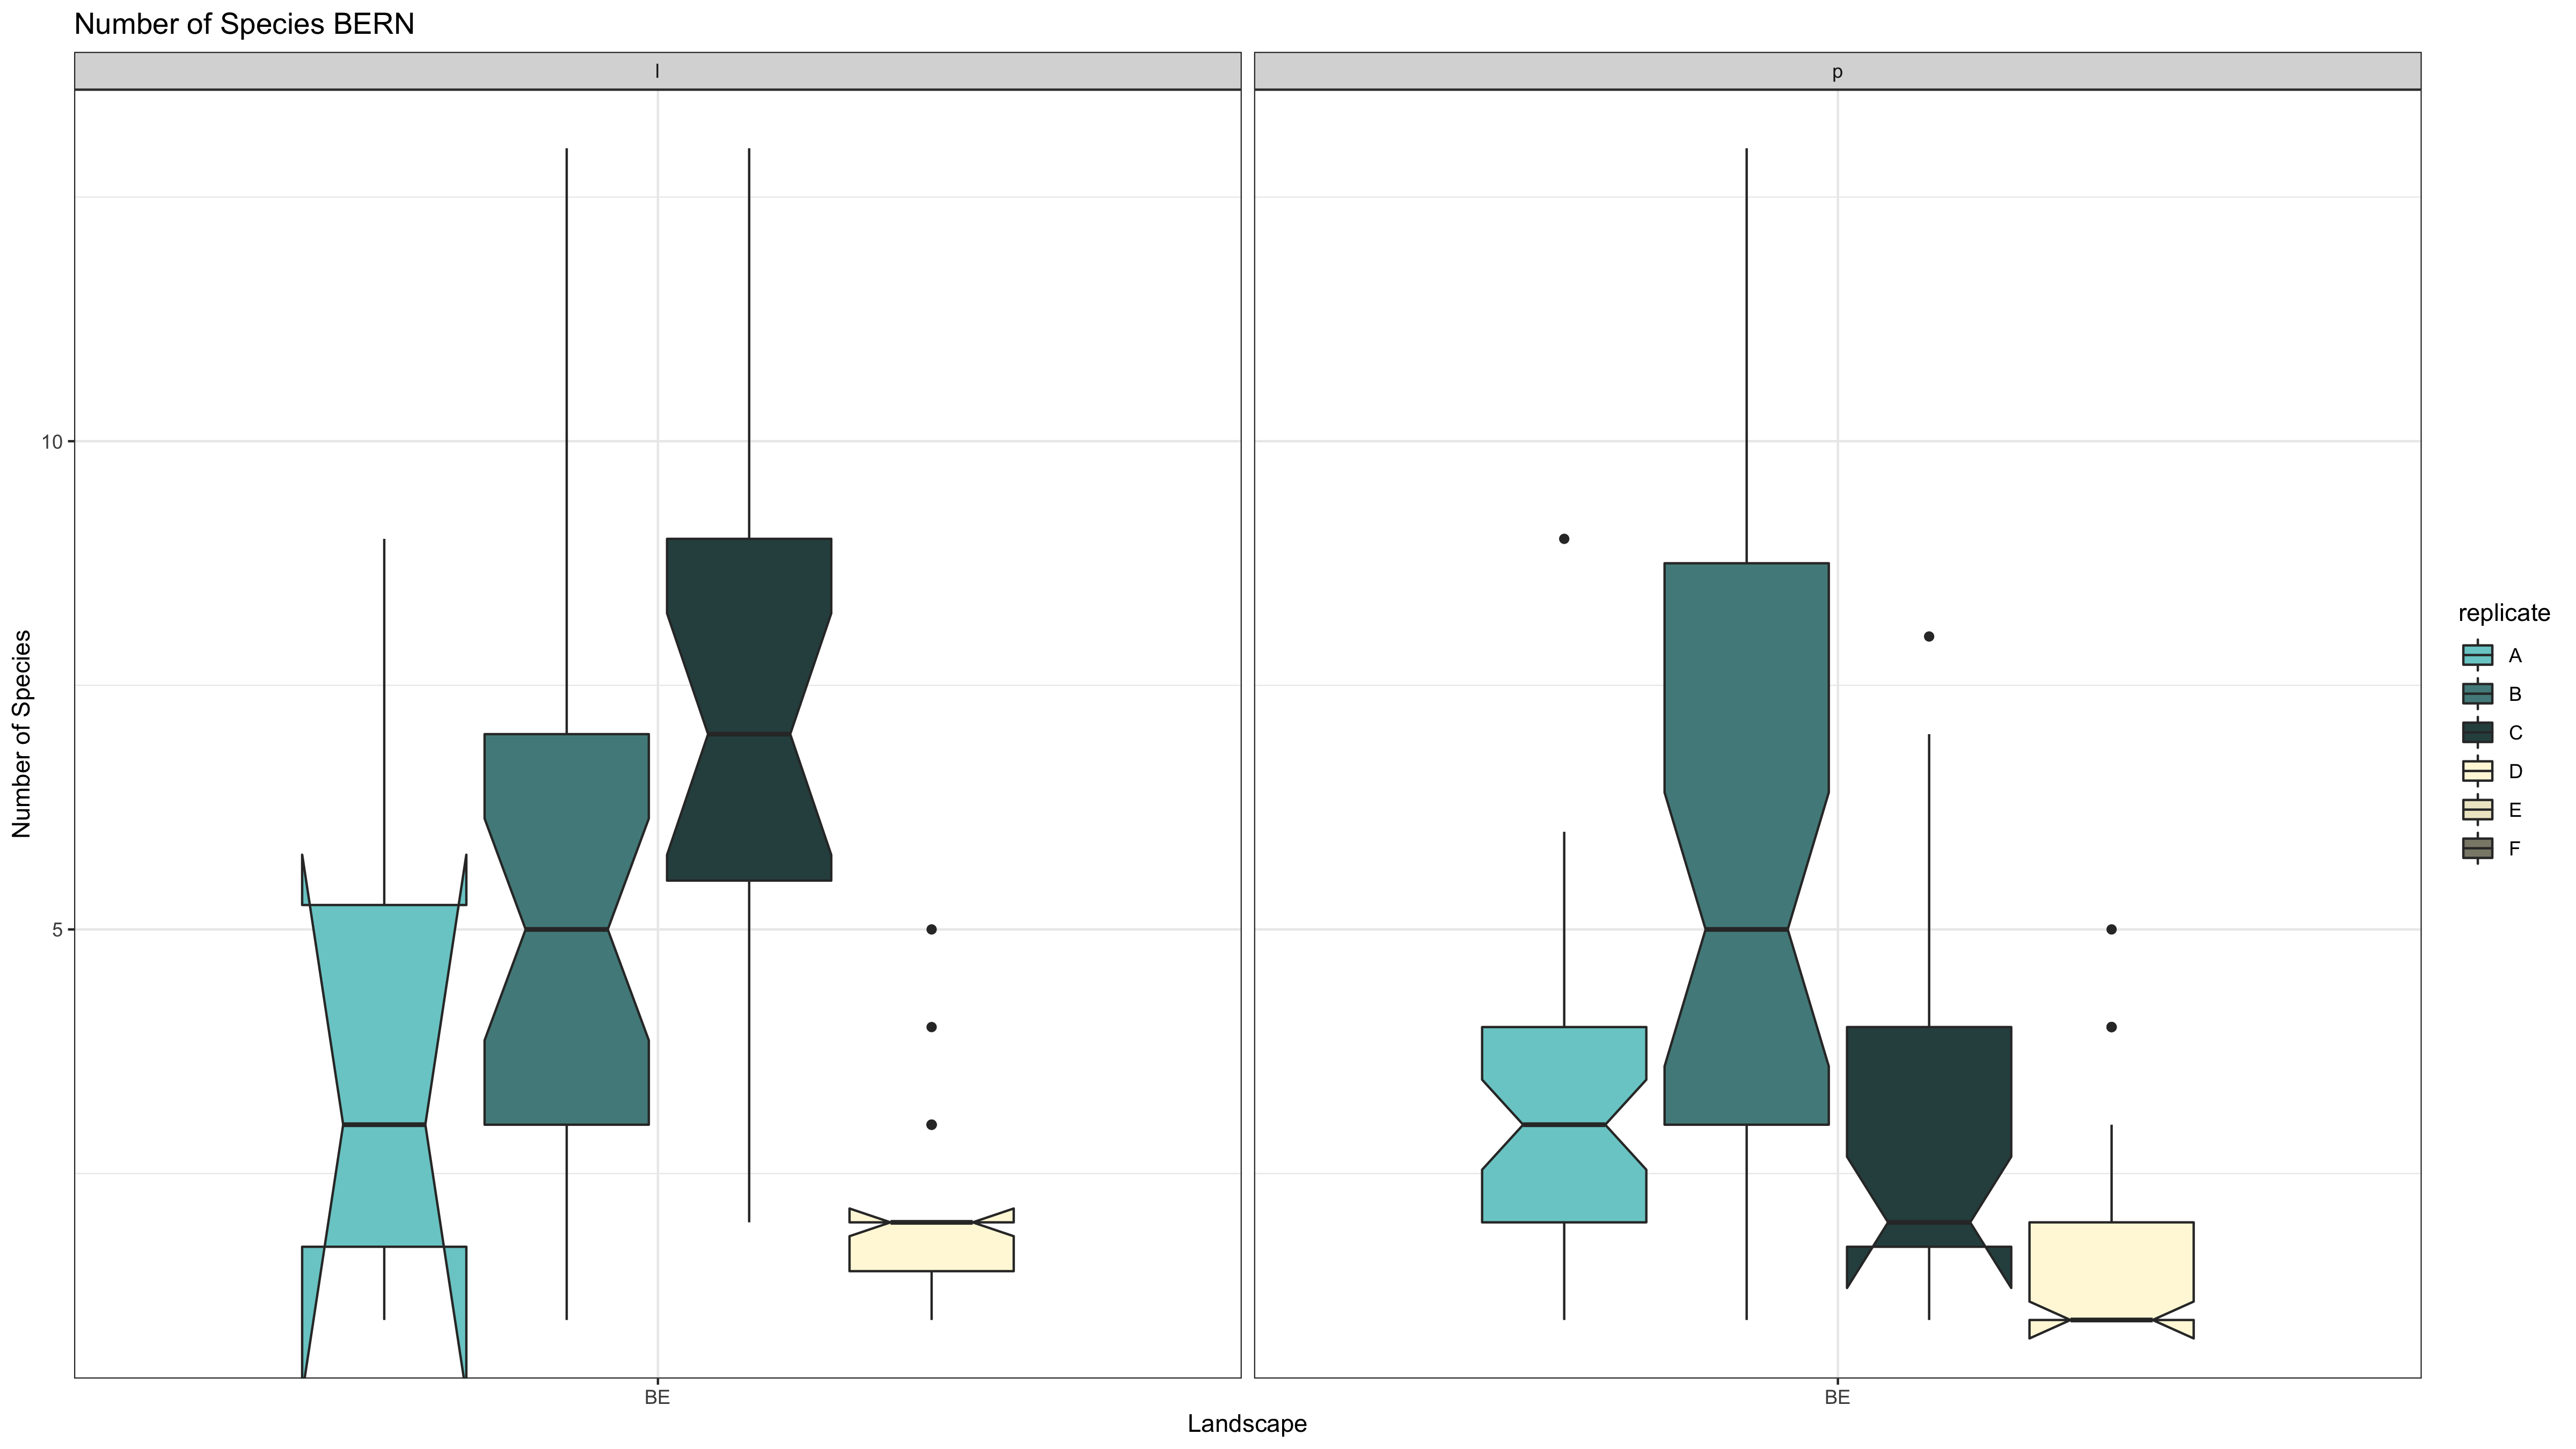 Number of Species BERN
l
p
Number of Species
10
5
BE
BE
Landscape
replicate
A
B
C
D
E
F